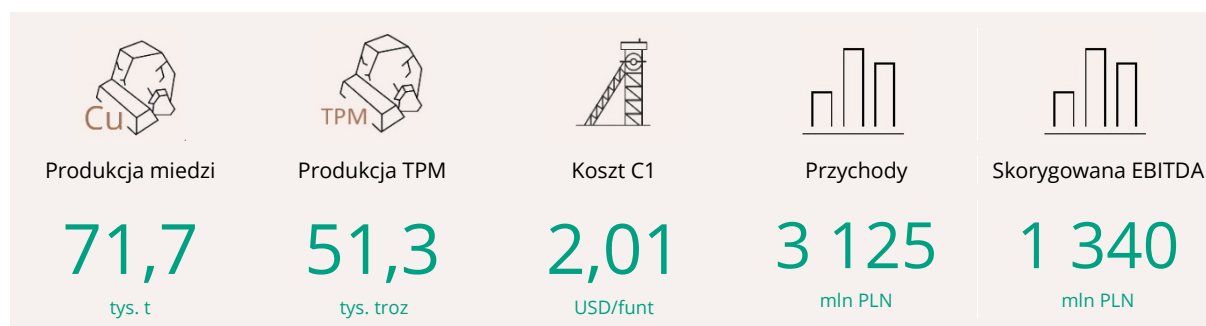 Cu
TPM
Produkcja miedzi
Produkcja TPM
Koszt C1
Przychody
Skorygowana EBITDA
71,7
51,3
2,01
3 125
1 340
tys. t
tys. troz
USD/funt
mln PLN
mln PLN